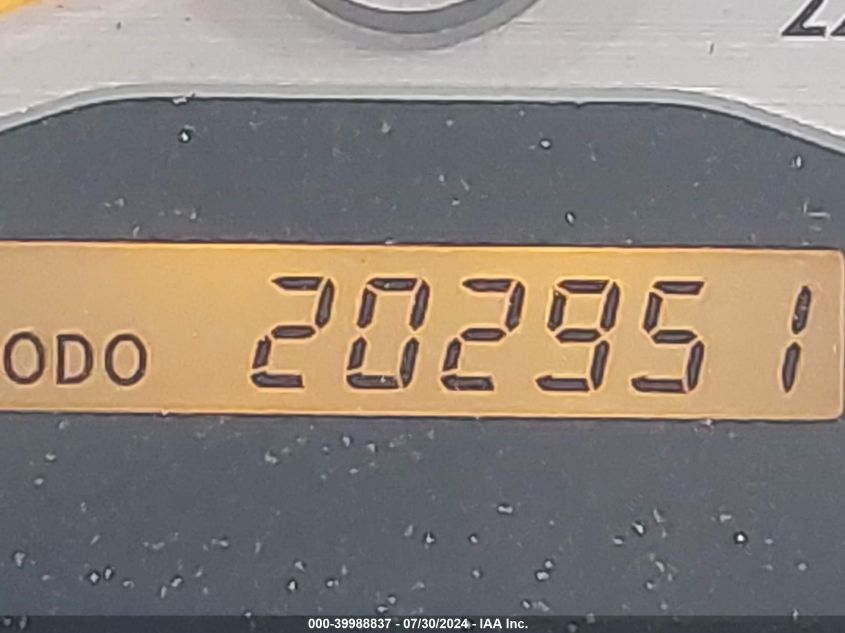 ODO 202951
000-39988837 - 07/30/2024 - IAA Inc.